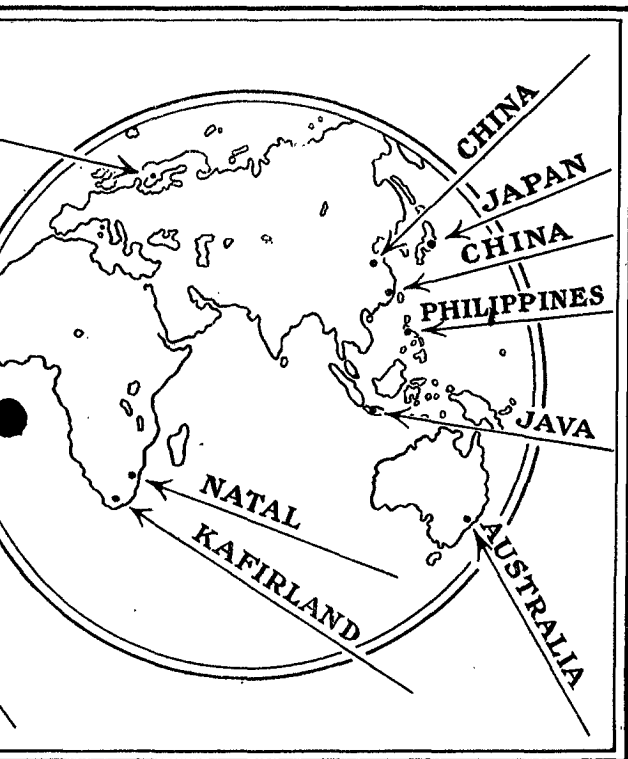 CHINA
JAPAN
CHINA
PHILIPPINES
JAVA
NATAL
KAFIRLAND
AUSTRALIA